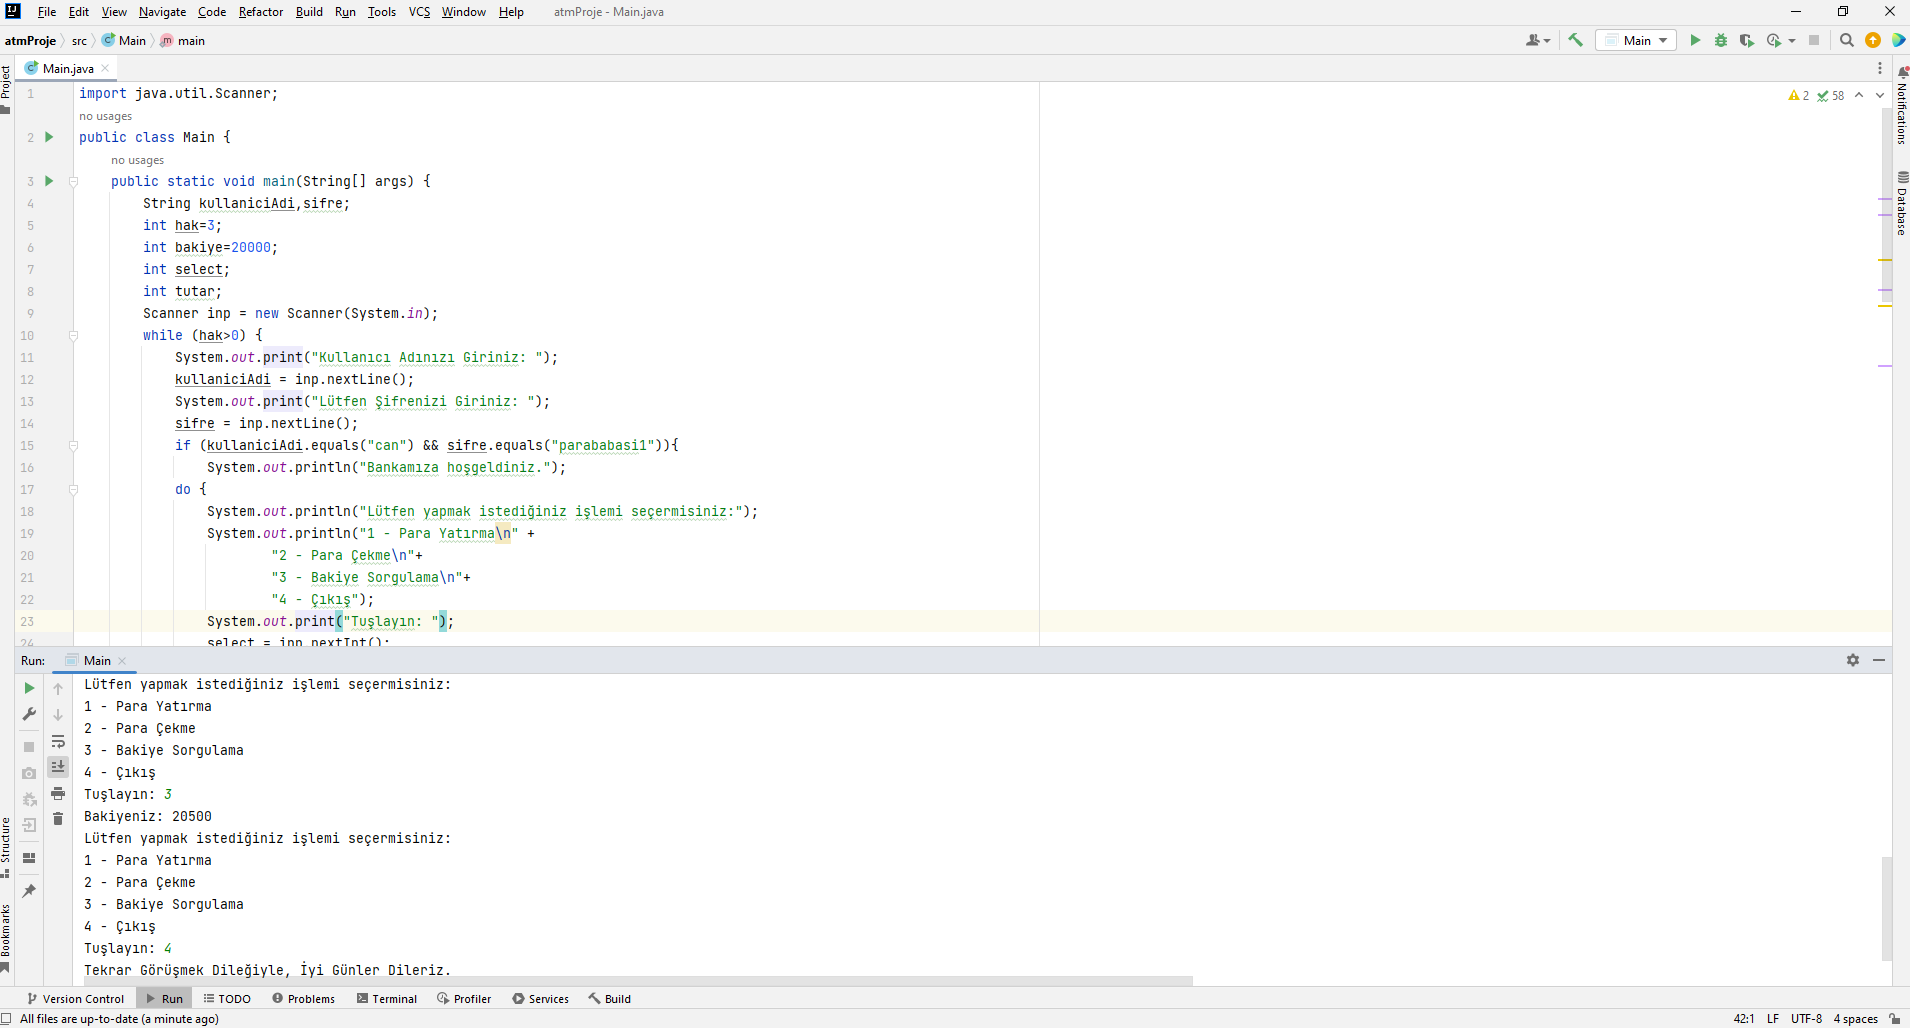 File Edit View Navigate Code Refactor Build Run Tools VCS Window Help atmProje - Main.java
atmProje src Main main
Main
Project
Main.java
2 58
Notifications
Database
1 import java.util.Scanner;
no usages
2 public class Main {
no usages
3 public static void main(String[] args) {
4 String kullaniciAdi,sifre;
5 int hak=3;
6 int bakiye=20000;
7 int select;
8 int tutar;
9 Scanner inp = new Scanner(System.in);
10 while (hak>0) {
11 System.out.print("Kullanıcı Adınızı Giriniz: ");
12 kullaniciAdi = inp.nextLine();
13 System.out.print("Lütfen Şifrenizi Giriniz: ");
14 sifre = inp.nextLine();
15 if (kullaniciAdi.equals("can") && sifre.equals("parababasi1")){
16 System.out.println("Bankamıza hoşgeldiniz.");
17 do {
18 System.out.println("Lütfen yapmak istediğiniz işlemi seçermisiniz:");
19 System.out.println("1 - Para Yatırma\n" +
20 "2 - Para Çekme\n"+
21 "3 - Bakiye Sorgulama\n"+
22 "4 - Çıkış");
23 System.out.print("Tuşlayın: ");
24 select = inp.nextInt();
Run: Main
Lütfen yapmak istediğiniz işlemi seçermisiniz:
1 - Para Yatırma
2 - Para Çekme
3 - Bakiye Sorgulama
4 - Çıkış
Tuşlayın: 3
Bakiyeniz: 20500
Lütfen yapmak istediğiniz işlemi seçermisiniz:
1 - Para Yatırma
2 - Para Çekme
3 - Bakiye Sorgulama
4 - Çıkış
Tuşlayın: 4
Tekrar Görüşmek Dileğiyle, İyi Günler Dileriz.
Structure
Bookmarks
Version Control Run TODO Problems Terminal Profiler Services Build
All files are up-to-date (a minute ago) 42:1 LF UTF-8 4 spaces